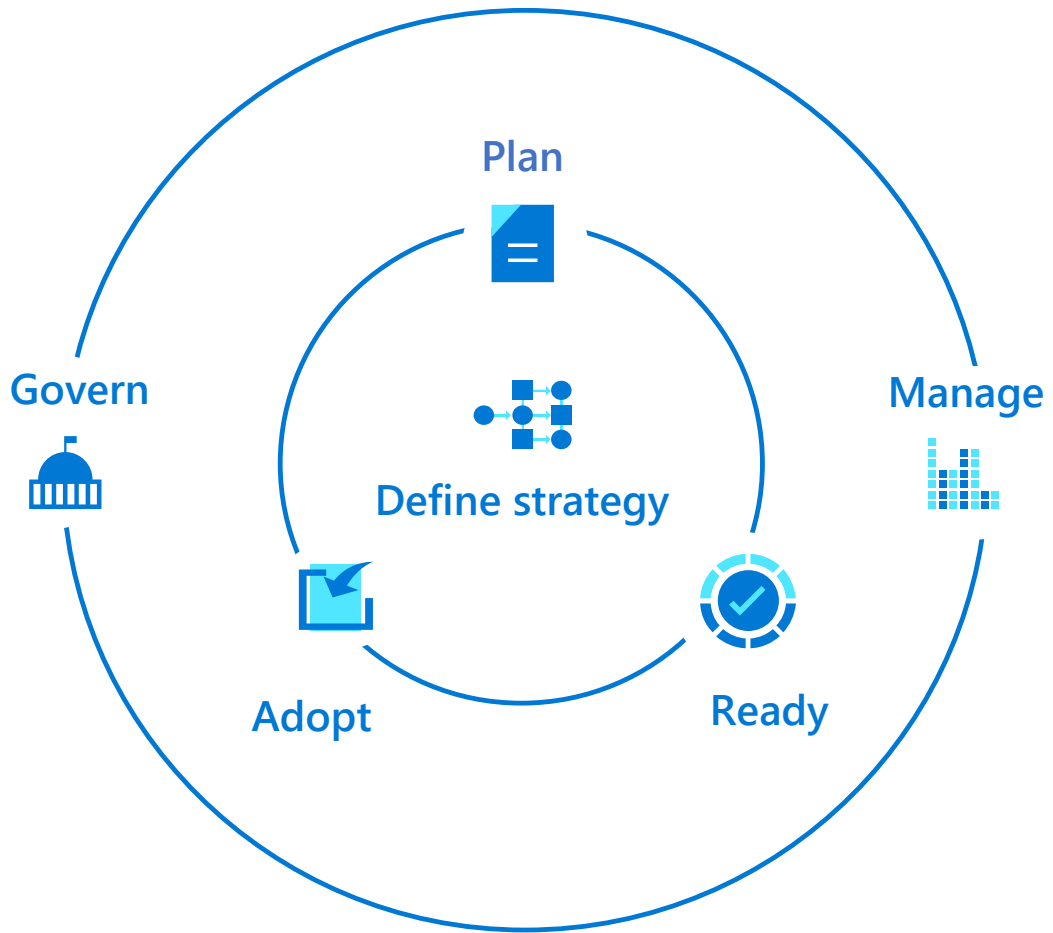 Plan
Govern
Manage
Define strategy
Adopt
Ready